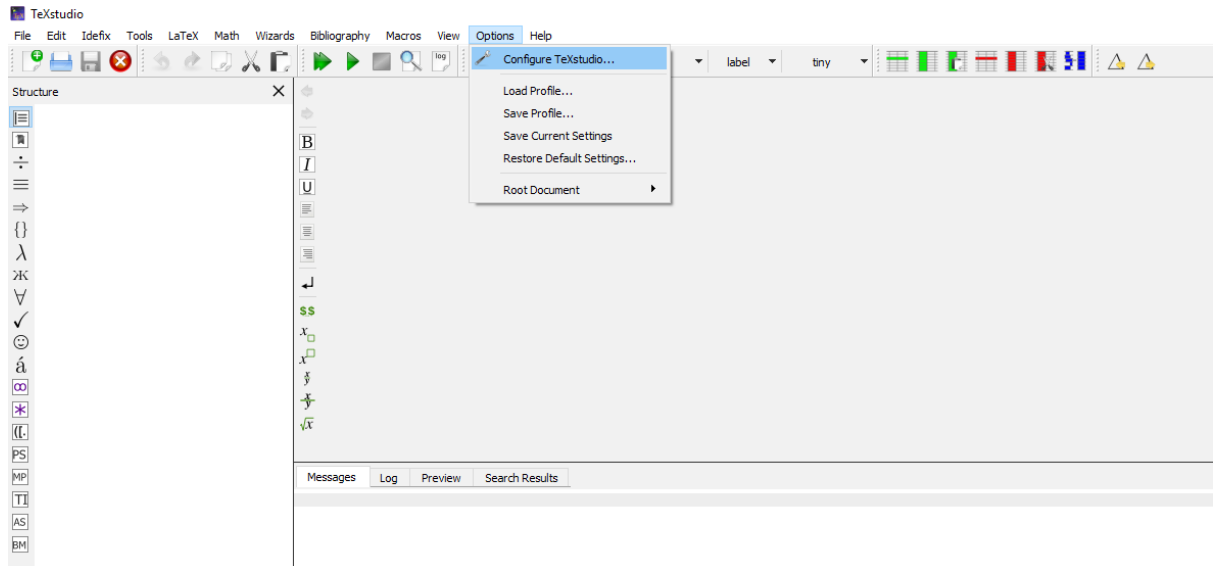 TeXstudio
File Edit Idefix Tools LaTeX Math Wizards Bibliography Macros View Options Help
log
Configure TeXstudio...
label
tiny
Structure
Load Profile...
Save Profile...
Save Current Settings
Restore Default Settings...
Root Document
B
I
U
$$
x
x
x
y
x
y
√x
÷
⇒
{}
λ
Ж
∀
✓
☺
á
∞
*
([.
PS
MP
TI
AS
BM
Messages Log Preview Search Results